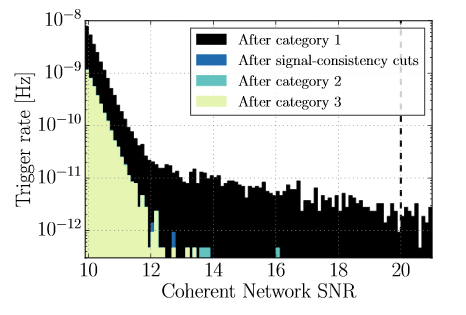 10⁻⁸
10⁻⁹
10⁻¹⁰
10⁻¹¹
10⁻¹²
Trigger rate [Hz]
After category 1
After signal-consistency cuts
After category 2
After category 3
10 12 14 16 18 20
Coherent Network SNR